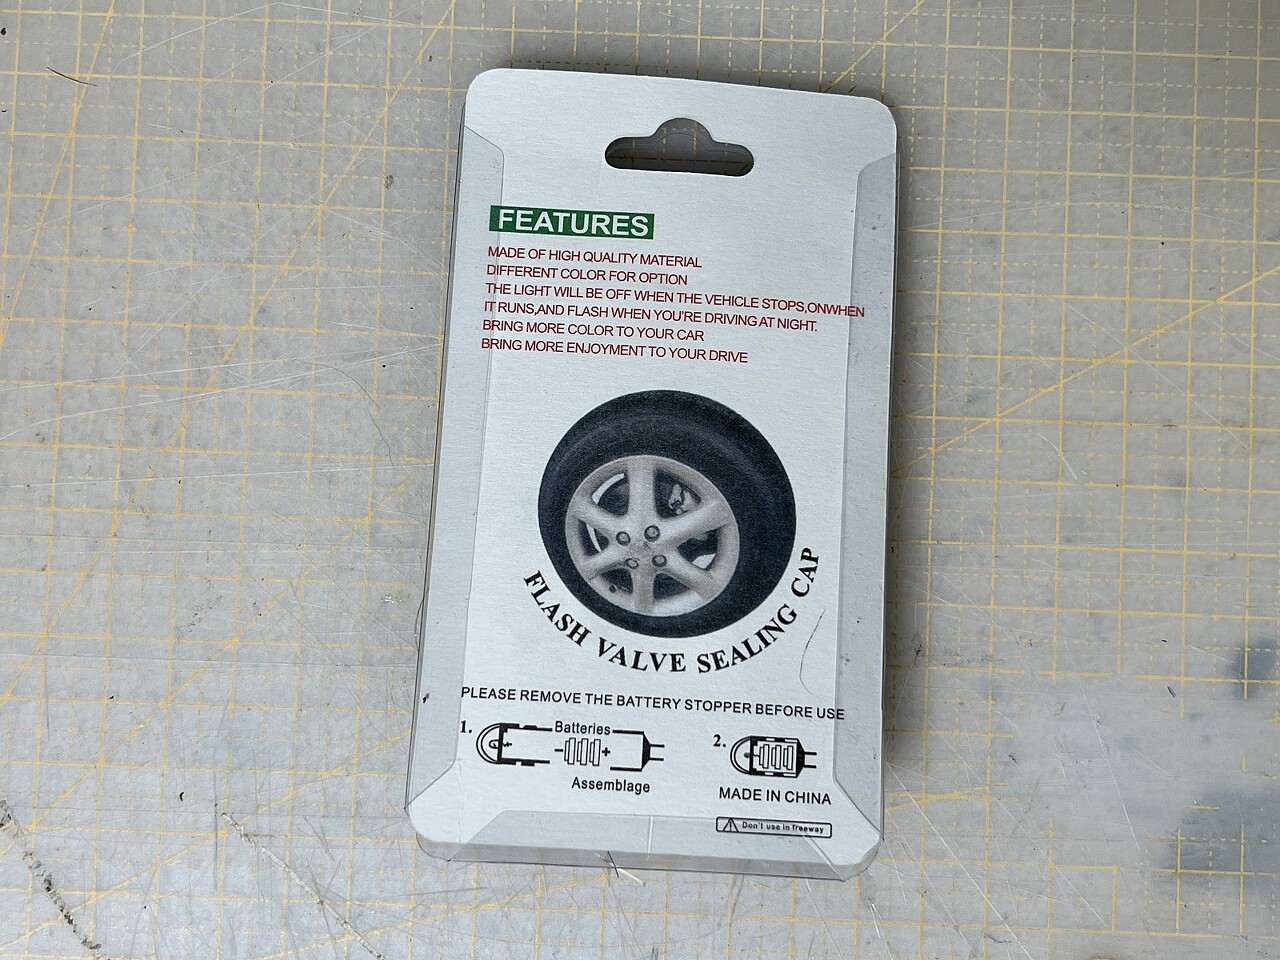 FEATURES
MADE OF HIGH QUALITY MATERIAL
DIFFERENT COLOR FOR OPTION
THE LIGHT WILL BE OFF WHEN THE VEHICLE STOPS,ONWHEN
IT RUNS,AND FLASH WHEN YOU'RE DRIVING AT NIGHT.
BRING MORE COLOR TO YOUR CAR
BRING MORE ENJOYMENT TO YOUR DRIVE
FLASH VALVE SEALING CAP
PLEASE REMOVE THE BATTERY STOPPER BEFORE USE
1.
Batteries
- +
Assemblage
2.
MADE IN CHINA
Don't use in freeway